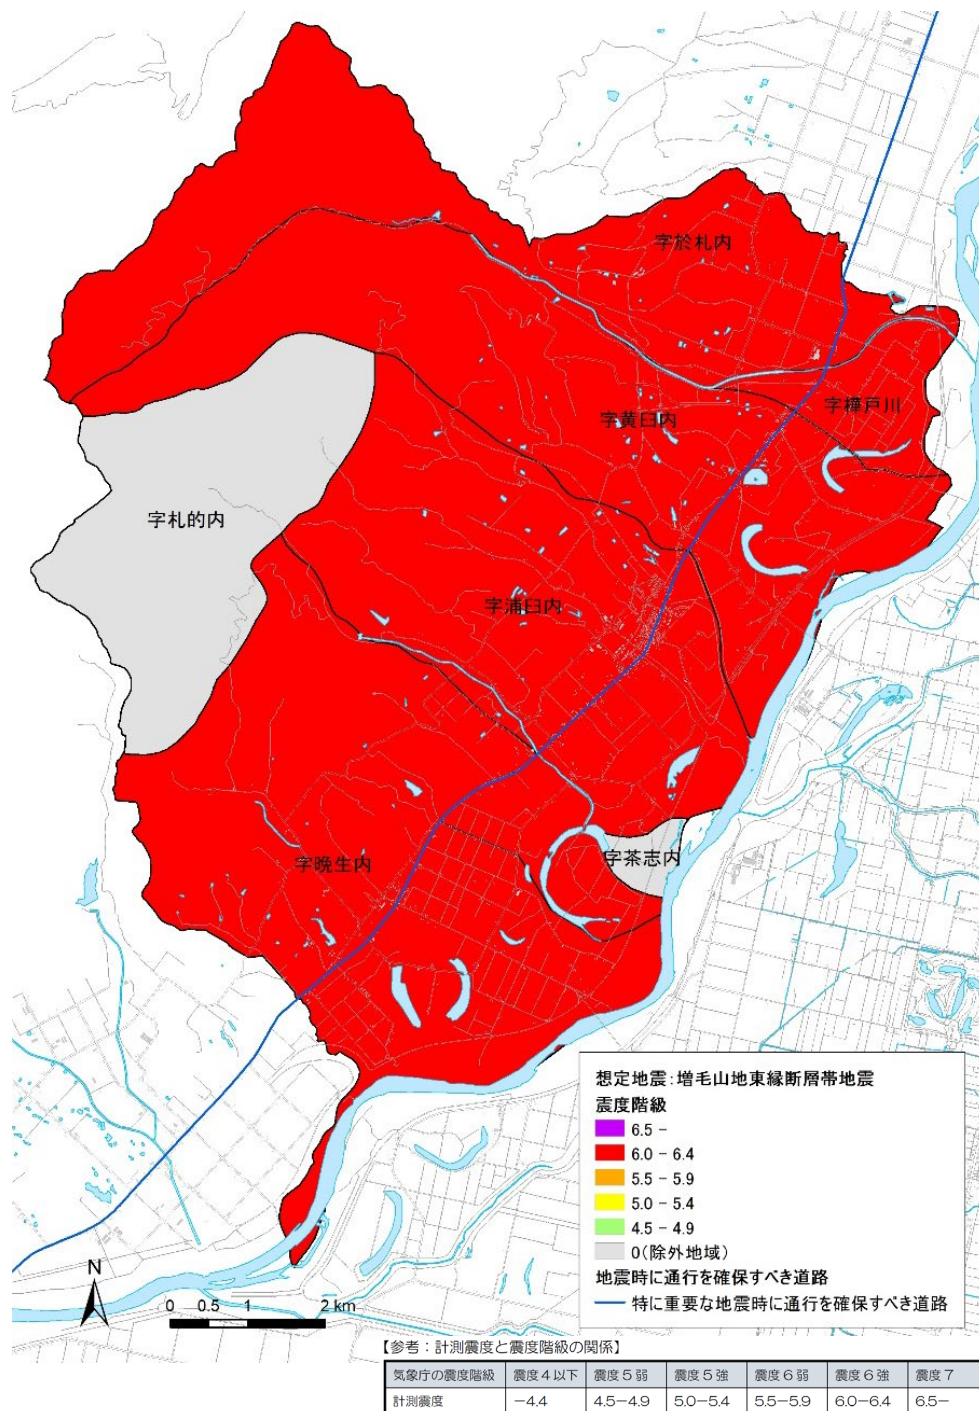 字於札内
字樺戸川
字黄臼内
字札的内
字浦臼内
字茶志内
字晩生内
想定地震:増毛山地東縁断層帯地震
震度階級
6.5 -
6.0 - 6.4
5.5 - 5.9
5.0 - 5.4
4.5 - 4.9
0(除外地域)
地震時に通行を確保すべき道路
特に重要な地震時に通行を確保すべき道路
N
0 0.5 1 2 km
【参考：計測震度と震度階級の関係】
気象庁の震度階級 震度４以下 震度５弱 震度５強 震度６弱 震度６強 震度７
計測震度 −4.4 4.5−4.9 5.0−5.4 5.5−5.9 6.0−6.4 6.5−